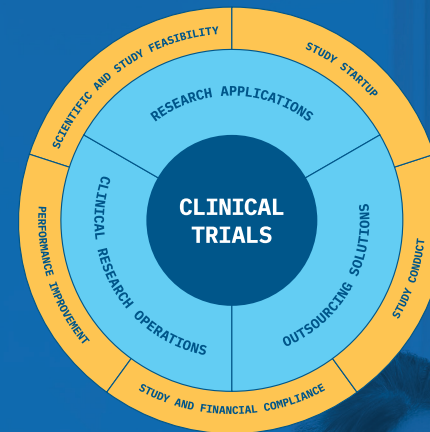 CLINICAL
TRIALS
RESEARCH APPLICATIONS
OUTSOURCING SOLUTIONS
CLINICAL RESEARCH OPERATIONS
SCIENTIFIC AND STUDY FEASIBILITY
STUDY STARTUP
STUDY CONDUCT
STUDY AND FINANCIAL COMPLIANCE
PERFORMANCE IMPROVEMENT